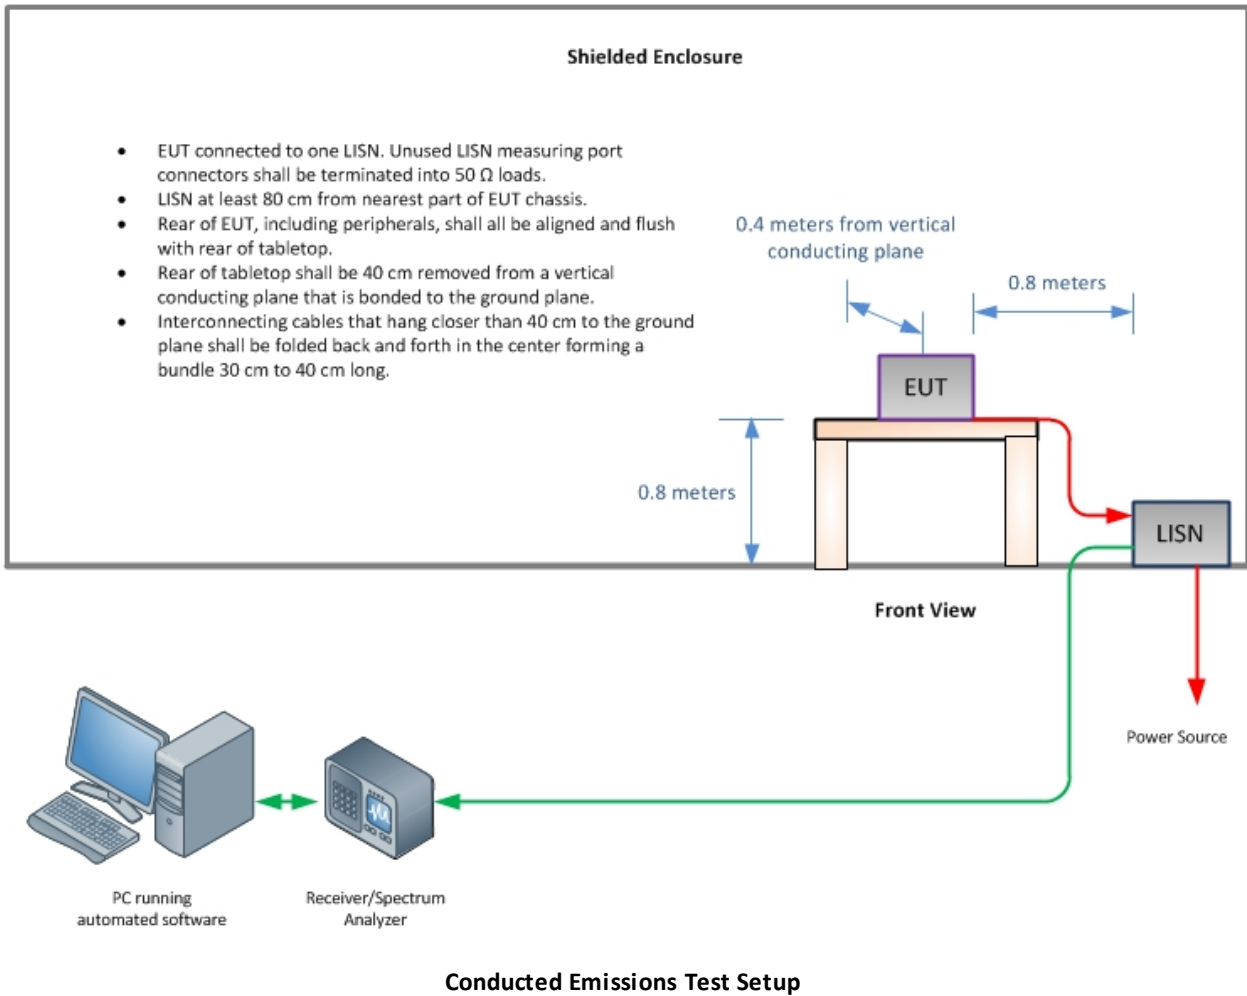 Shielded Enclosure
• EUT connected to one LISN. Unused LISN measuring port
connectors shall be terminated into 50 Ω loads.
• LISN at least 80 cm from nearest part of EUT chassis.
• Rear of EUT, including peripherals, shall all be aligned and flush
with rear of tabletop.
• Rear of tabletop shall be 40 cm removed from a vertical
conducting plane that is bonded to the ground plane.
• Interconnecting cables that hang closer than 40 cm to the ground
plane shall be folded back and forth in the center forming a
bundle 30 cm to 40 cm long.
0.4 meters from vertical
conducting plane
0.8 meters
EUT
0.8 meters
LISN
Front View
Power Source
PC running
automated software
Receiver/Spectrum
Analyzer
Conducted Emissions Test Setup